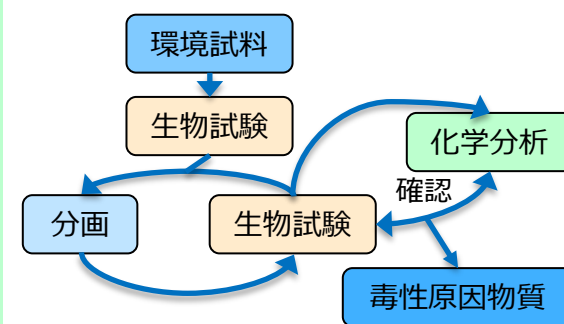 環境試料
生物試験
化学分析
確認
分画
生物試験
毒性原因物質